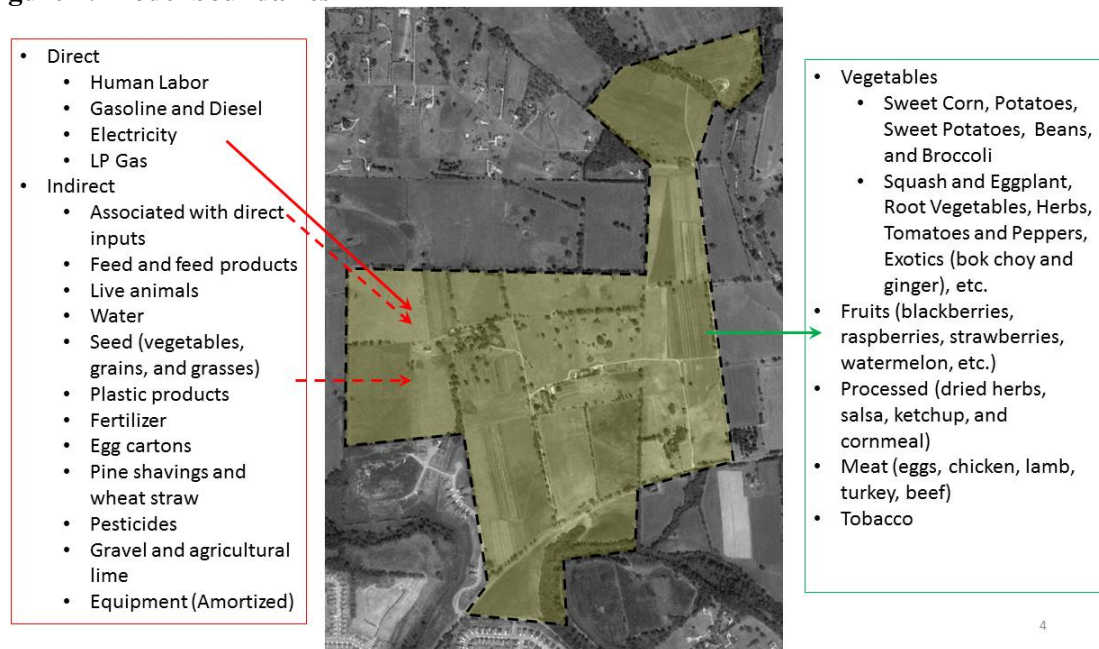 • Direct
• Human Labor
• Gasoline and Diesel
• Electricity
• LP Gas
• Indirect
• Associated with direct
inputs
• Feed and feed products
• Live animals
• Water
• Seed (vegetables,
grains, and grasses)
• Plastic products
• Fertilizer
• Egg cartons
• Pine shavings and
wheat straw
• Pesticides
• Gravel and agricultural
lime
• Equipment (Amortized)
• Vegetables
• Sweet Corn, Potatoes,
Sweet Potatoes, Beans,
and Broccoli
• Squash and Eggplant,
Root Vegetables, Herbs,
Tomatoes and Peppers,
Exotics (bok choy and
ginger), etc.
• Fruits (blackberries,
raspberries, strawberries,
watermelon, etc.)
• Processed (dried herbs,
salsa, ketchup, and
cornmeal)
• Meat (eggs, chicken, lamb,
turkey, beef)
• Tobacco
4